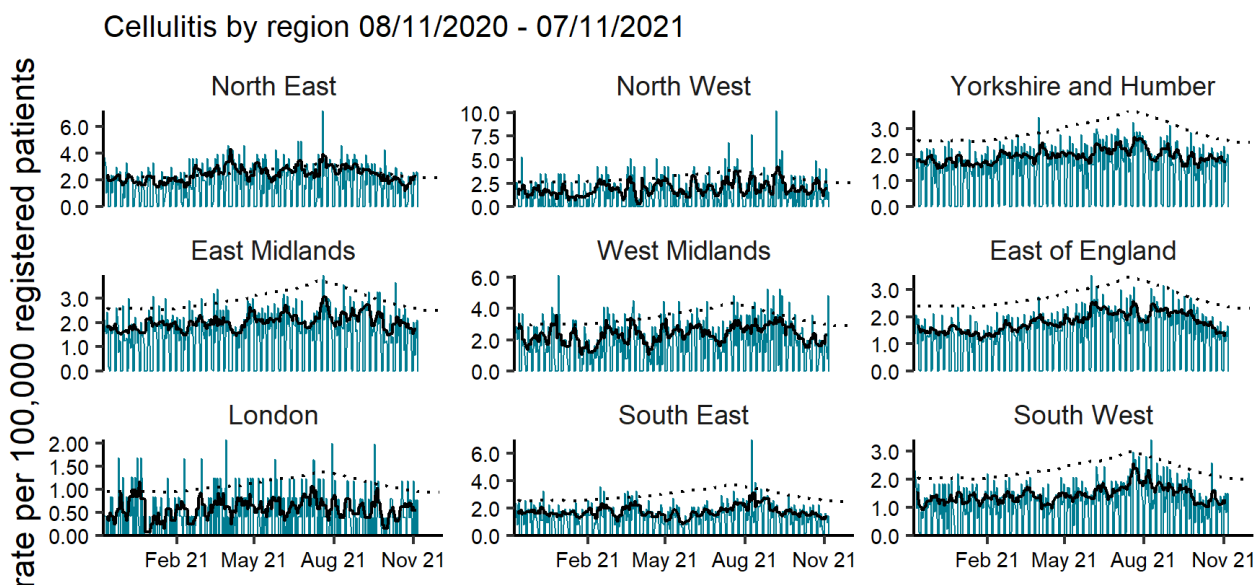 Cellulitis by region 08/11/2020 - 07/11/2021
rate per 100,000 registered patients
North East
North West
Yorkshire and Humber
6.0
4.0
2.0
0.0
10.0
7.5
5.0
2.5
0.0
3.0
2.0
1.0
0.0
East Midlands
West Midlands
East of England
3.0
2.0
1.0
0.0
6.0
4.0
2.0
0.0
3.0
2.0
1.0
0.0
London
South East
South West
2.00
1.50
1.00
0.50
0.00
6.0
4.0
2.0
0.0
3.0
2.0
1.0
0.0
Feb 21 May 21 Aug 21 Nov 21
Feb 21 May 21 Aug 21 Nov 21
Feb 21 May 21 Aug 21 Nov 21